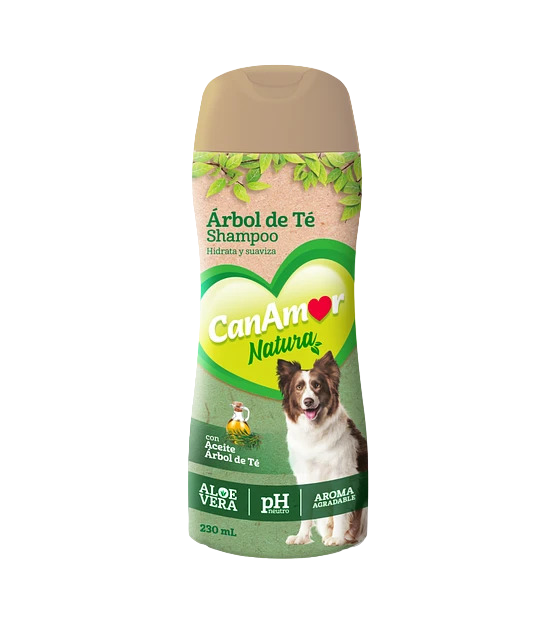 Árbol de Té
Shampoo
Hidrata y suaviza
CanAmor
Natura
con
Aceite
Árbol de Té
ALOE
VERA
pH
neutro
AROMA
AGRADABLE
230 mL